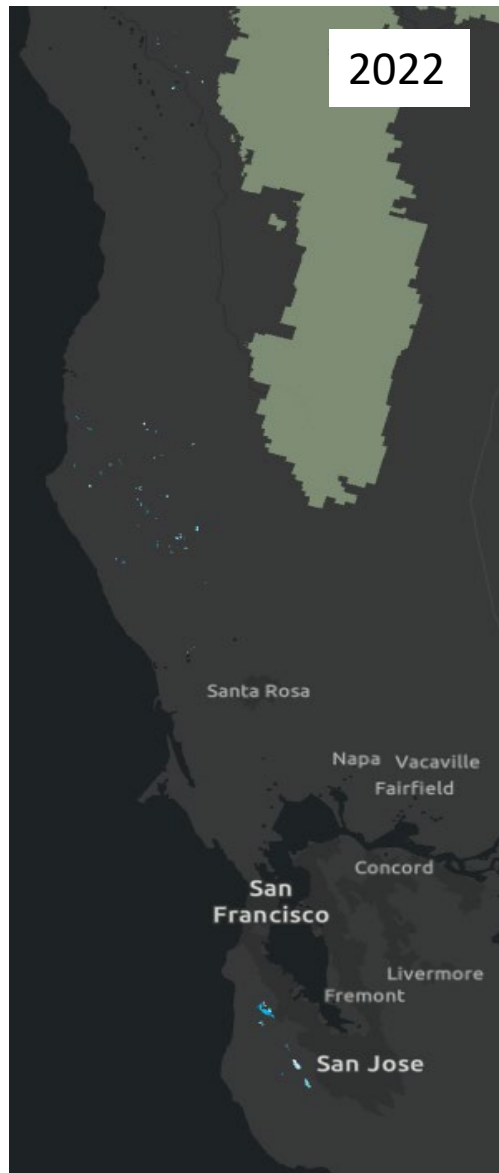 2022
Santa Rosa
Napa
Vacaville
Fairfield
Concord
San
Francisco
Livermore
Fremont
San Jose